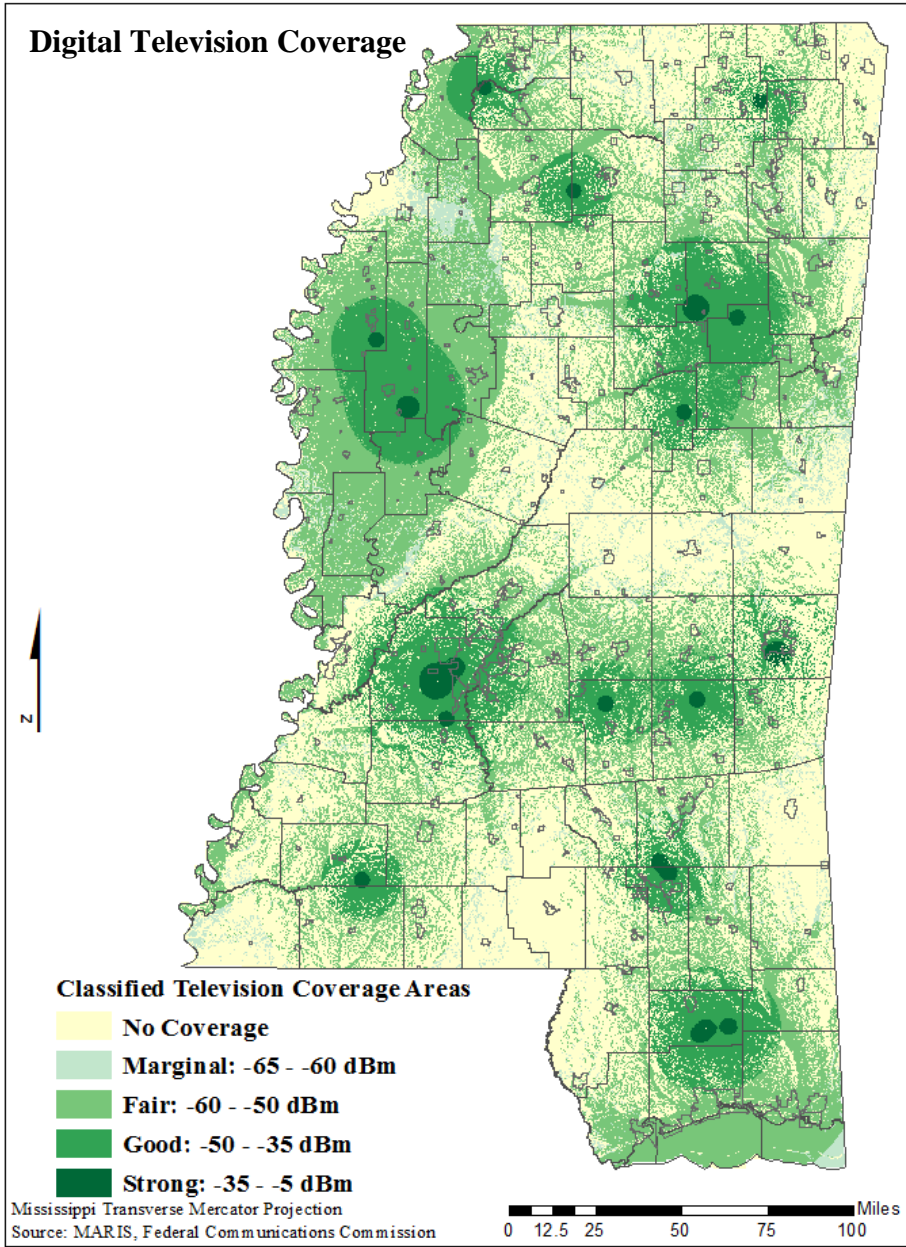 Digital Television Coverage
N
Classified Television Coverage Areas
No Coverage
Marginal: -65 - -60 dBm
Fair: -60 - -50 dBm
Good: -50 - -35 dBm
Strong: -35 - -5 dBm
Mississippi Transverse Mercator Projection
Source: MARIS, Federal Communications Commission
Miles
0 12.5 25 50 75 100